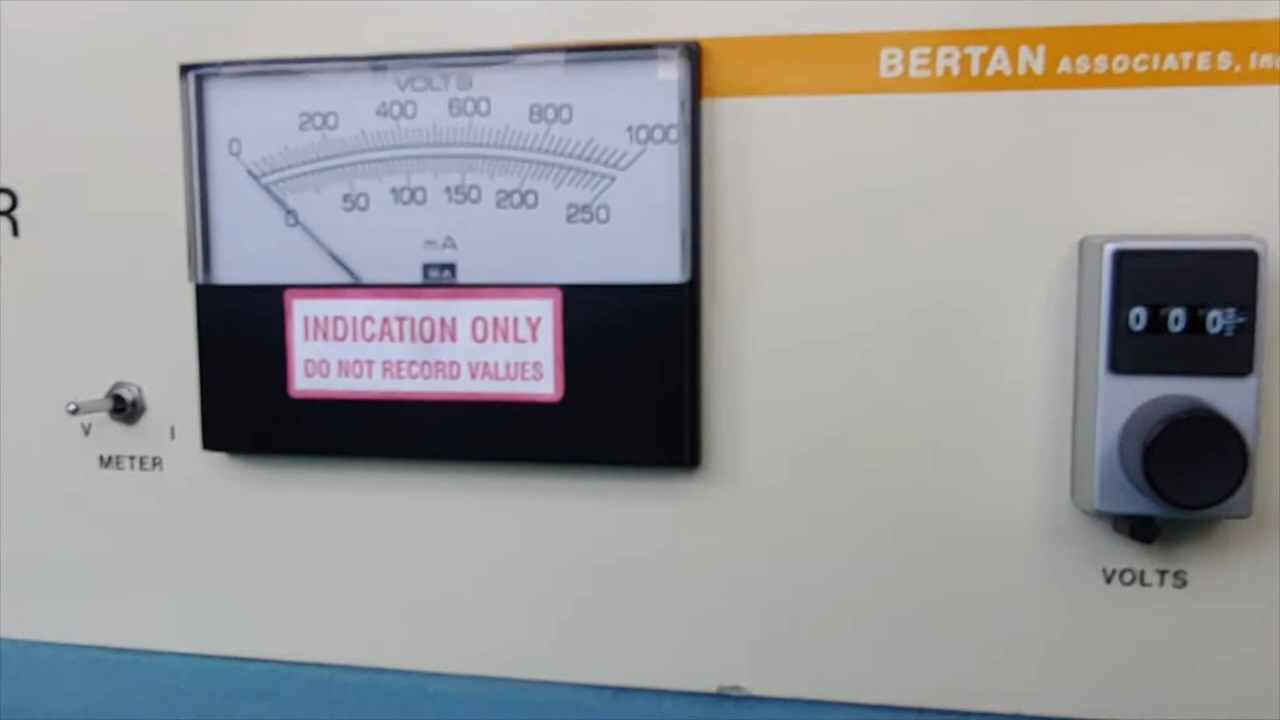 BERTAN ASSOCIATES, Inc
VOLTS
0 200 400 600 800 1000
0 50 100 150 200 250
mA
R
INDICATION ONLY
DO NOT RECORD VALUES
0 0 0
V I
METER
VOLTS